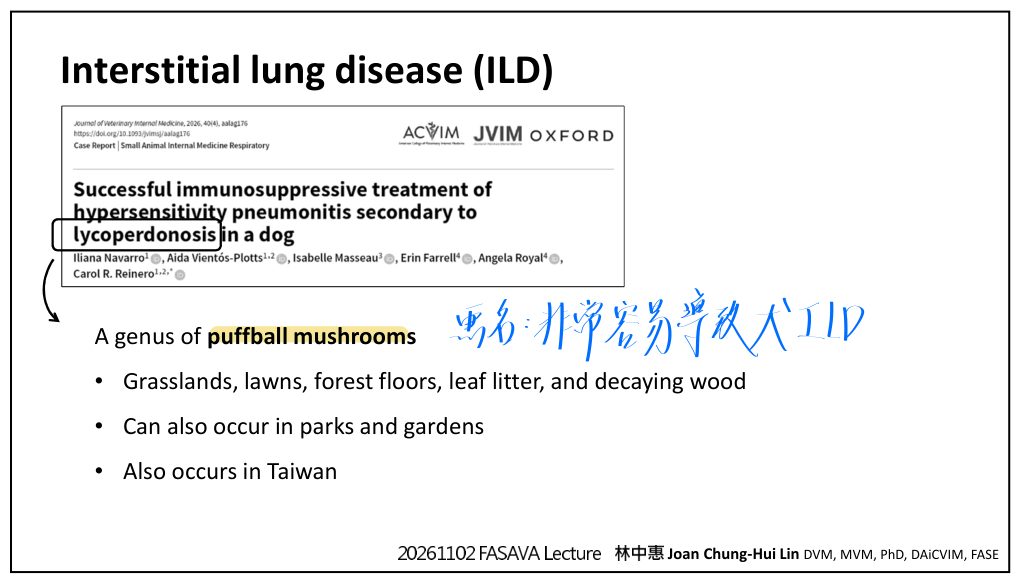 Interstitial lung disease (ILD)
Journal of Veterinary Internal Medicine, 2026, 40(4), aalag176
https://doi.org/10.1093/jvimsj/aalag176
Case Report | Small Animal Internal Medicine Respiratory
ACVIM JVIM OXFORD
Successful immunosuppressive treatment of
hypersensitivity pneumonitis secondary to
lycoperdonosis in a dog
Iliana Navarro1, Aida Vientós-Plotts1,2, Isabelle Masseau3, Erin Farrell4, Angela Royal4,
Carol R. Reinero1,2,*
A genus of puffball mushrooms
名:非常容易導致犬ILD
• Grasslands, lawns, forest floors, leaf litter, and decaying wood
• Can also occur in parks and gardens
• Also occurs in Taiwan
20261102 FASAVA Lecture 林中惠 Joan Chung-Hui Lin DVM, MVM, PhD, DAiCVIM, FASE